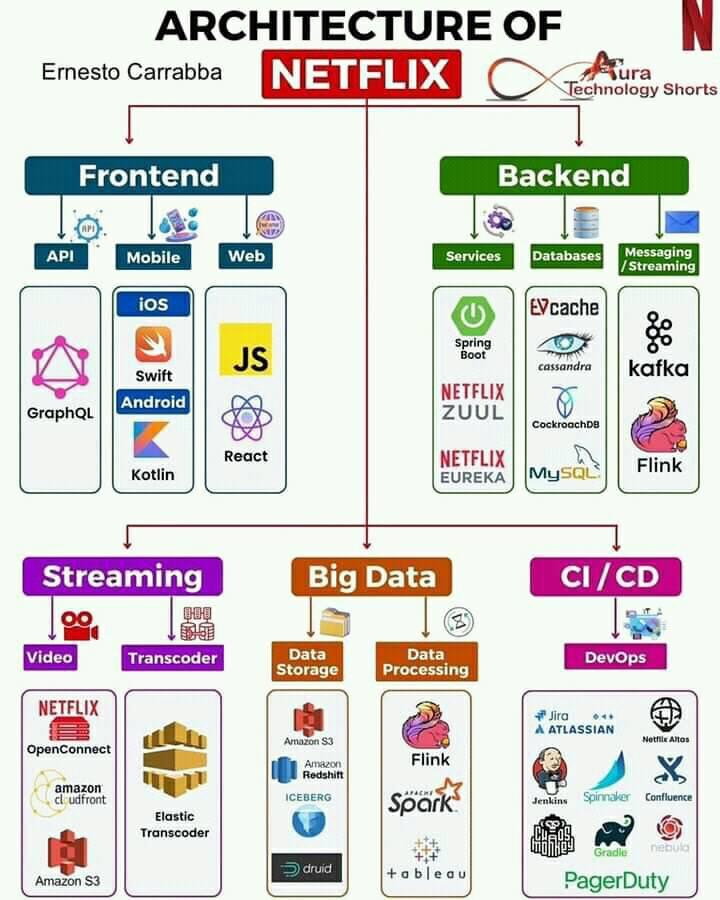 ARCHITECTURE OF
NETFLIX
N
Ernesto Carrabba
Aura
Technology Shorts
Frontend
API
API
Mobile
Web
GraphQL
iOS
Swift
Android
Kotlin
JS
React
Backend
Services
Databases
Messaging
/Streaming
Spring
Boot
NETFLIX
ZUUL
NETFLIX
EUREKA
EVcache
cassandra
CockroachDB
MySQL
kafka
Flink
Streaming
Video
Transcoder
NETFLIX
OpenConnect
amazon
cloudfront
Amazon S3
Elastic
Transcoder
Big Data
Data
Storage
Data
Processing
Amazon S3
Amazon
Redshift
ICEBERG
druid
Flink
APACHE
Spark
+ableau
CI / CD
DevOps
Jira
ATLASSIAN
Netflix Altas
Jenkins
Spinnaker
Confluence
CHAOS
MONKEY
Gradle
nebula
PagerDuty